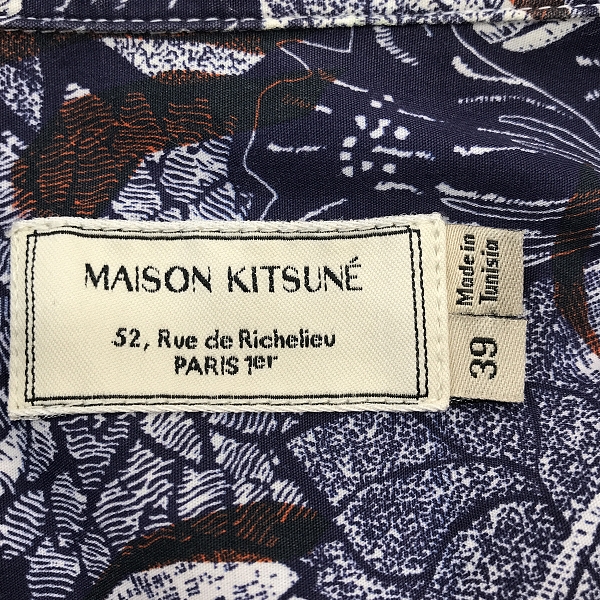 MAISON KITSUNÉ
52, Rue de Richelieu
PARIS 1er
Made in
Tunisia
39